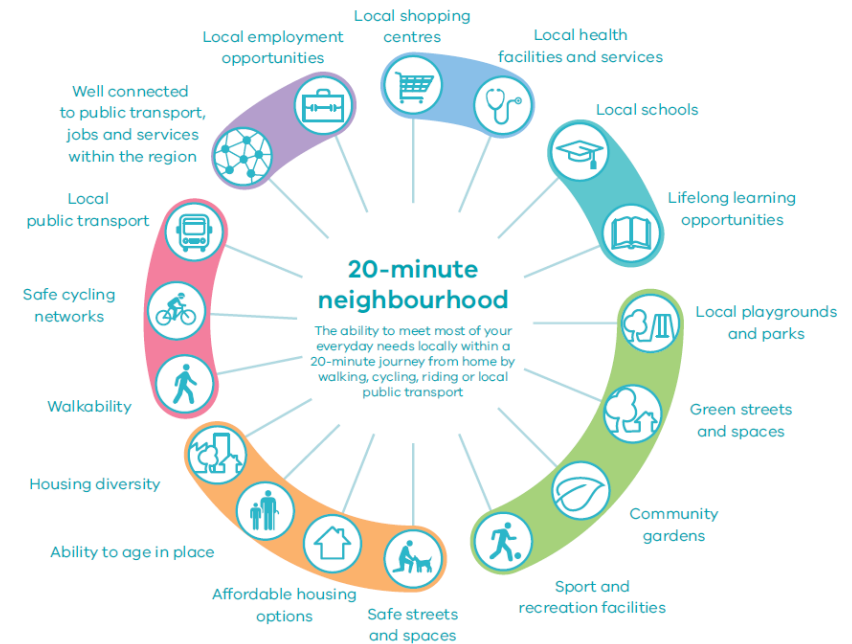 Local shopping
centres
Local health
facilities and services
Local schools
Lifelong learning
opportunities
Local playgrounds
and parks
Green streets
and spaces
Community
gardens
Sport and
recreation facilities
Safe streets
and spaces
Affordable housing
options
Ability to age in place
Housing diversity
Walkability
Safe cycling
networks
Local
public transport
Well connected
to public transport,
jobs and services
within the region
Local employment
opportunities
20-minute
neighbourhood
The ability to meet most of your
everyday needs locally within a
20-minute journey from home by
walking, cycling, riding or local
public transport